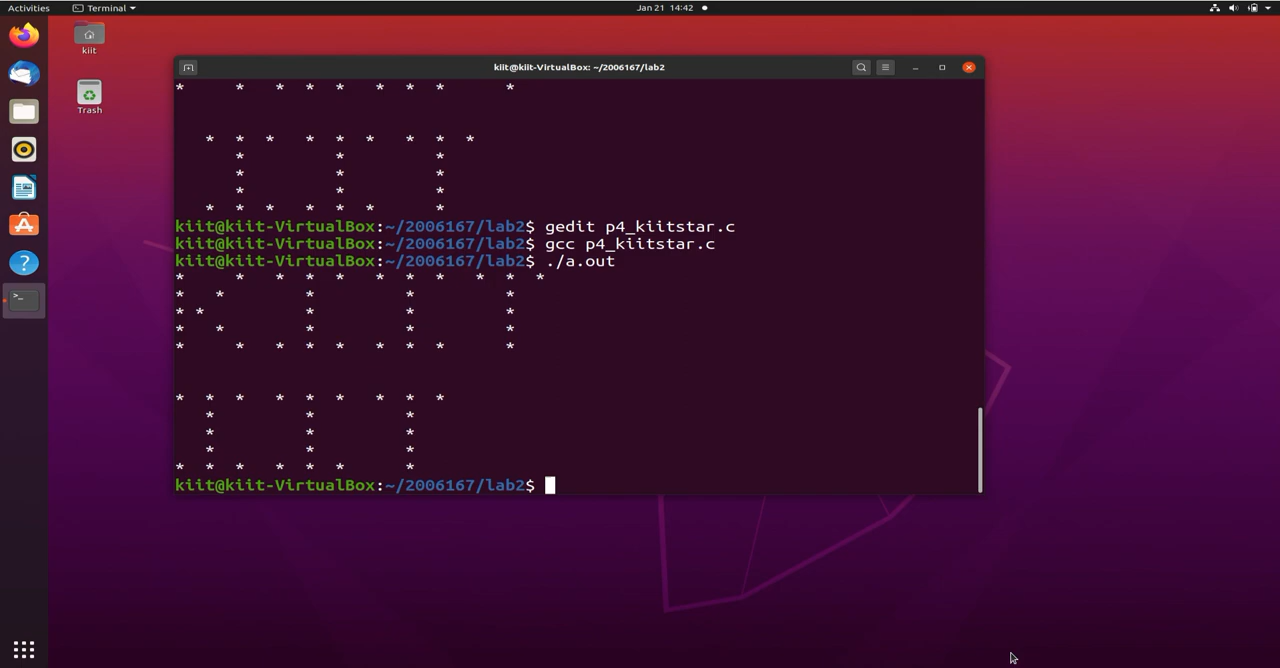 Activities Terminal Jan 21 14:42
kiit
Trash
kiit@kiit-VirtualBox: ~/2006167/lab2
*     *   *  *  *   *  *  *      *
   *  *  *   *  *  *   *  *  *
      *         *         *
      *         *         *
      *         *         *
   *  *  *   *  *  *      *
kiit@kiit-VirtualBox:~/2006167/lab2$ gedit p4_kiitstar.c
kiit@kiit-VirtualBox:~/2006167/lab2$ gcc p4_kiitstar.c
kiit@kiit-VirtualBox:~/2006167/lab2$ ./a.out
*     *   *  *  *   *  *  *   *  *  *
*   *        *         *         *
* *          *         *         *
*   *        *         *         *
*     *   *  *  *   *  *  *      *
*  *  *   *  *  *   *  *  *
   *         *         *
   *         *         *
   *         *         *
*  *  *   *  *  *      *
kiit@kiit-VirtualBox:~/2006167/lab2$